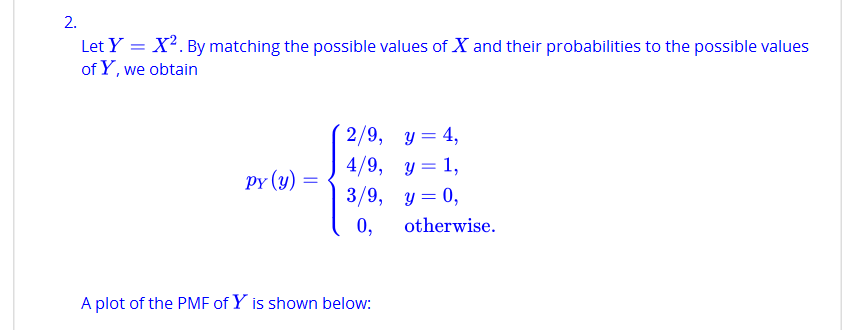 2.
Let Y = X². By matching the possible values of X and their probabilities to the possible values
of Y, we obtain
p_Y(y) = { 2/9, y = 4,
4/9, y = 1,
3/9, y = 0,
0, otherwise.
A plot of the PMF of Y is shown below: